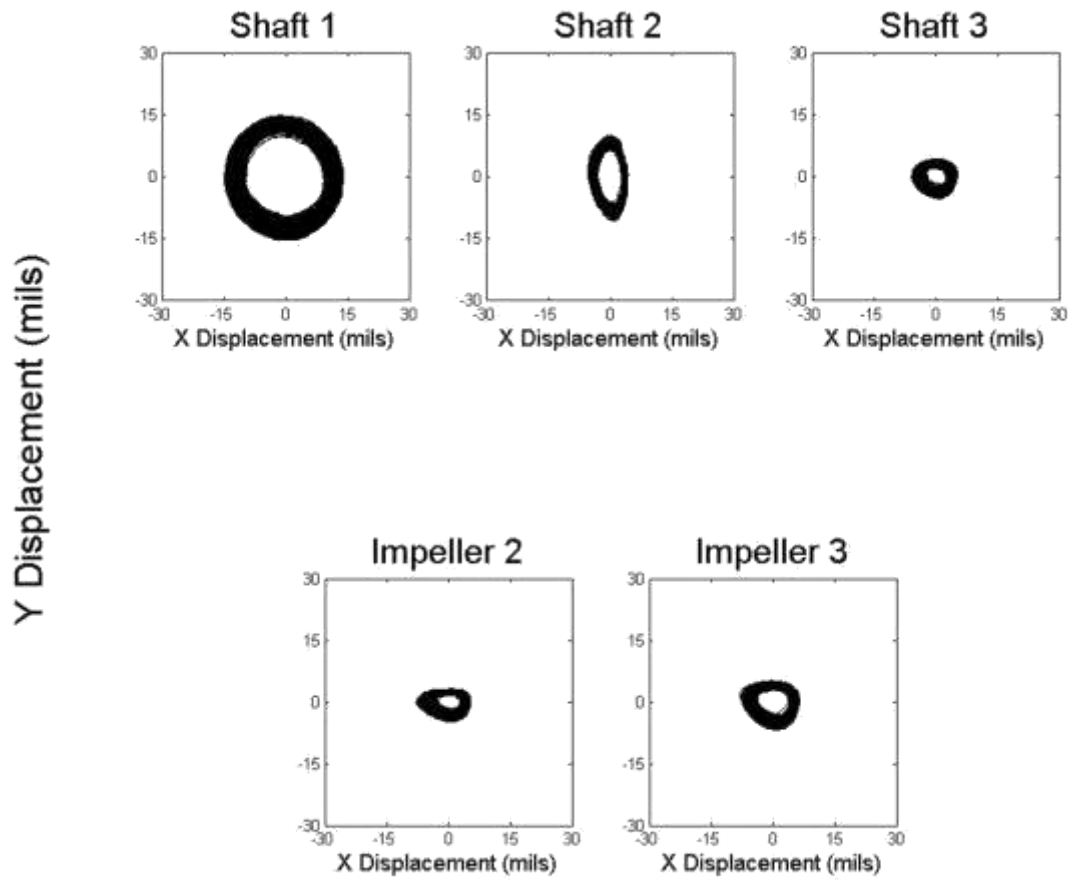 Shaft 1
30
15
0
-15
-30
-30 -15 0 15 30
X Displacement (mils)
Shaft 2
30
15
0
-15
-30
-30 -15 0 15 30
X Displacement (mils)
Shaft 3
30
15
0
-15
-30
-30 -15 0 15 30
X Displacement (mils)
Y Displacement (mils)
Impeller 2
30
15
0
-15
-30
-30 -15 0 15 30
X Displacement (mils)
Impeller 3
30
15
0
-15
-30
-30 -15 0 15 30
X Displacement (mils)